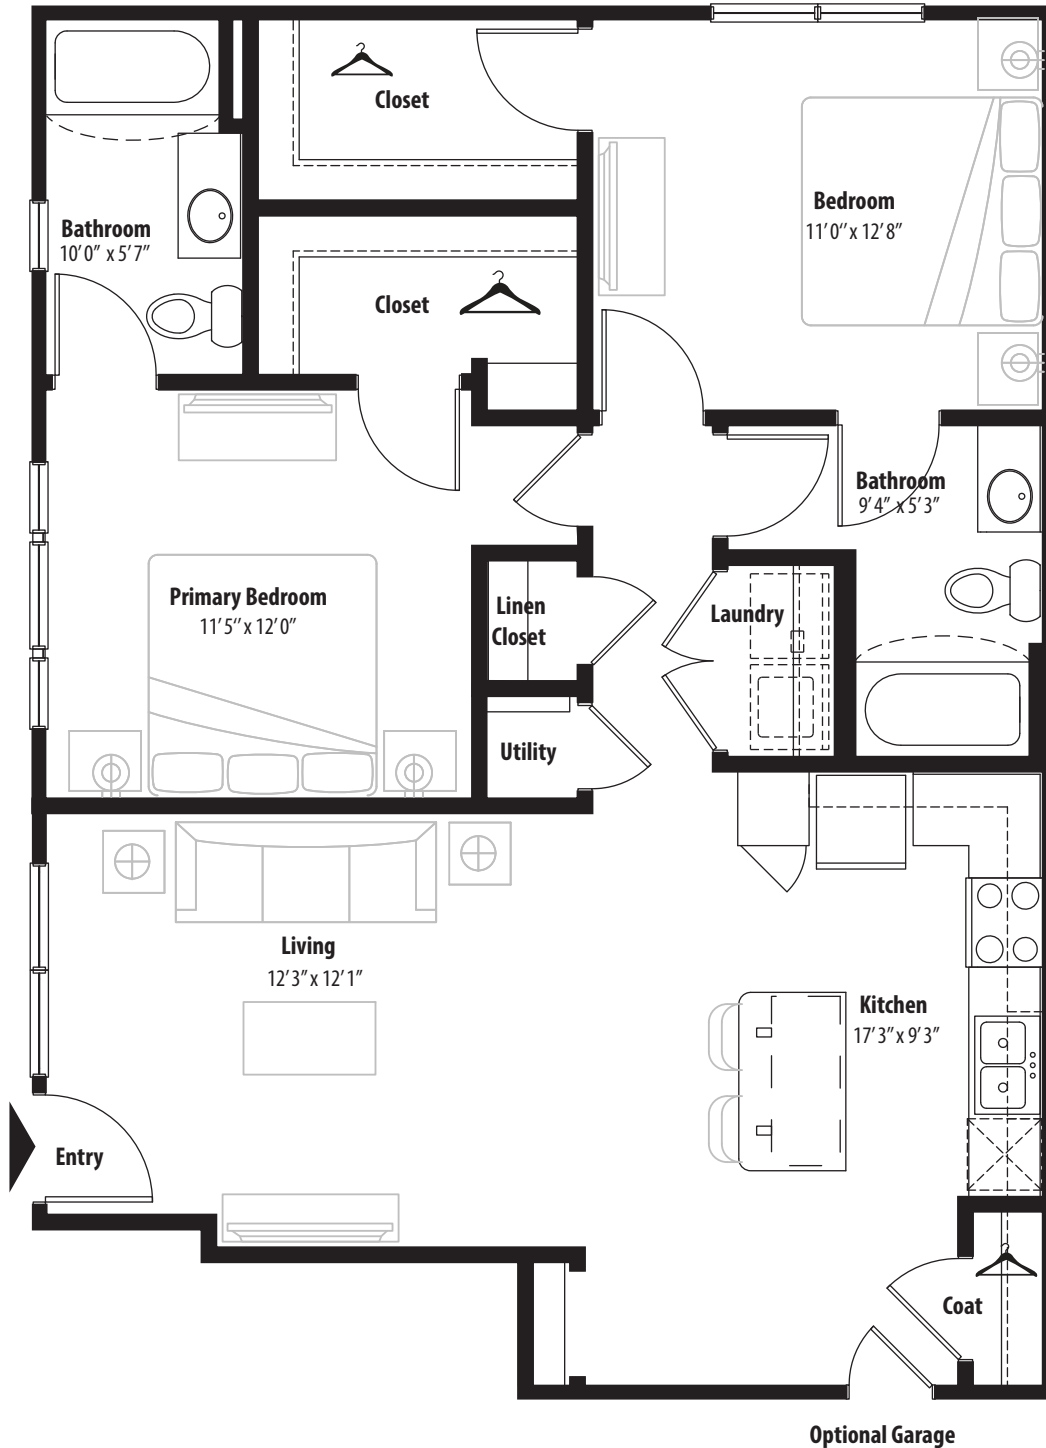 Closet
Bedroom
11'0" x 12'8"
Bathroom
10'0" x 5'7"
Closet
Bathroom
9'4" x 5'3"
Primary Bedroom
11'5" x 12'0"
Linen
Closet
Laundry
Utility
Living
12'3" x 12'1"
Kitchen
17'3" x 9'3"
Entry
Coat
Optional Garage